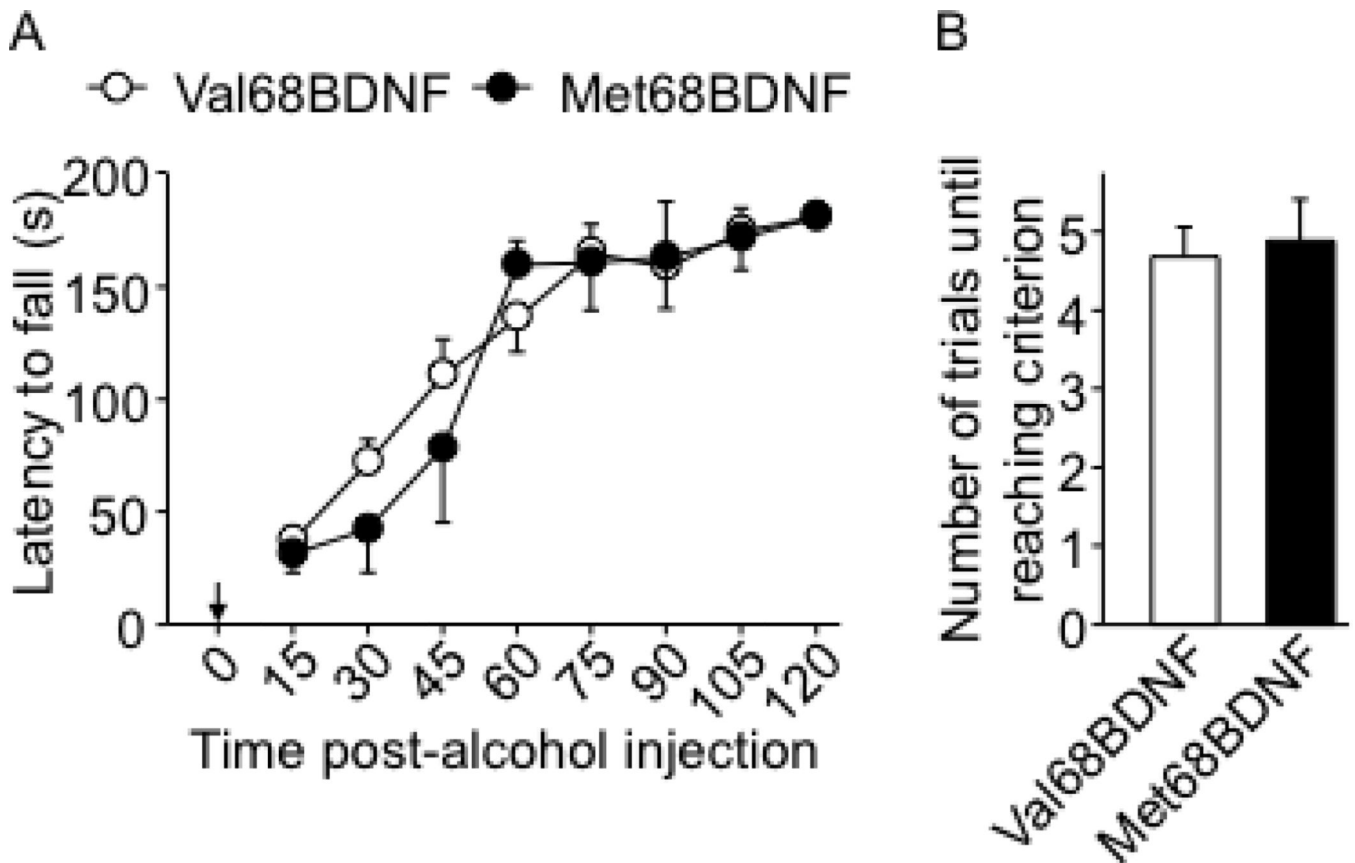 A
Val68BDNF Met68BDNF
Latency to fall (s)
200
150
100
50
0
0 15 30 45 60 75 90 105 120
Time post-alcohol injection
B
Number of trials until
reaching criterion
5
4
3
2
1
0
Val68BDNF
Met68BDNF